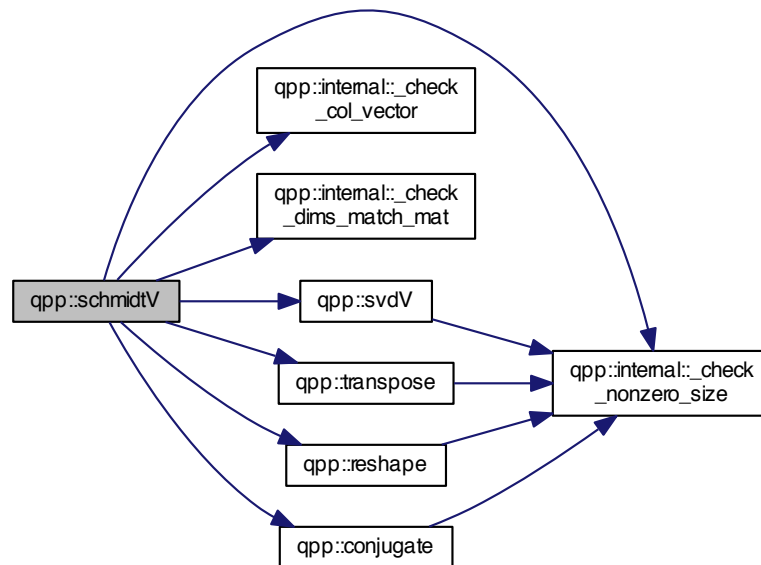 qpp::internal::_check
_col_vector
qpp::internal::_check
_dims_match_mat
qpp::schmidtV
qpp::svdV
qpp::transpose
qpp::internal::_check
_nonzero_size
qpp::reshape
qpp::conjugate